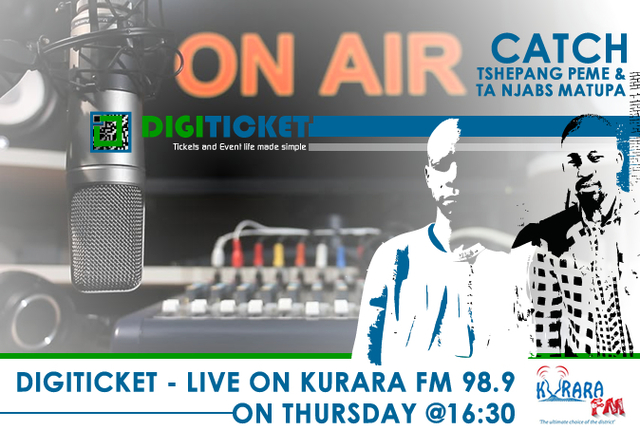 ON AIR
CATCH
TSHEPANG PEME &
TA NJABS MATUPA
DIGITICKET
Tickets and Event life made simple
DIGITICKET - LIVE ON KURARA FM 98.9
ON THURSDAY @16:30
KURARA
FM
'The ultimate choice of the district'